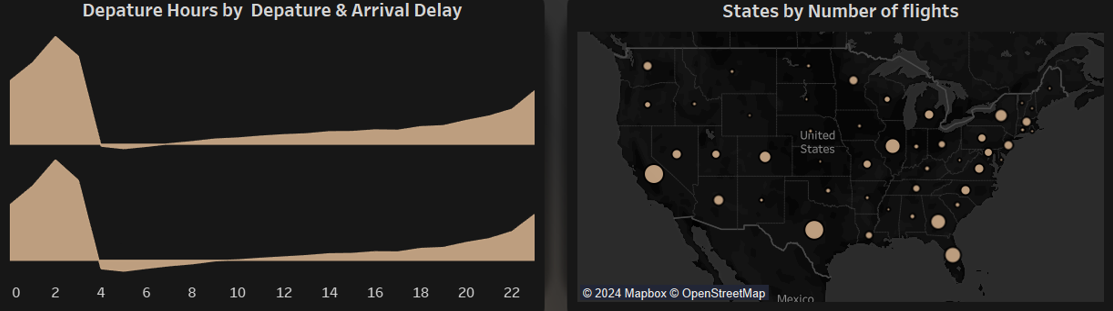 Depature Hours by Depature & Arrival Delay
0 2 4 6 8 10 12 14 16 18 20 22
States by Number of flights
United
States
Mexico
© 2024 Mapbox © OpenStreetMap